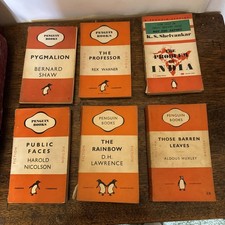 PENGUIN
BOOKS
PYGMALION
BERNARD
SHAW
PENGUIN
BOOKS
THE
PROFESSOR
REX WARNER
K. S. Shelvankar
THE
PROBLEM
OF
INDIA
PENGUIN
BOOKS
PUBLIC
FACES
HAROLD
NICOLSON
PENGUIN
BOOKS
THE
RAINBOW
D.H.
LAWRENCE
PENGUIN
BOOKS
THOSE BARREN
LEAVES
ALDOUS HUXLEY